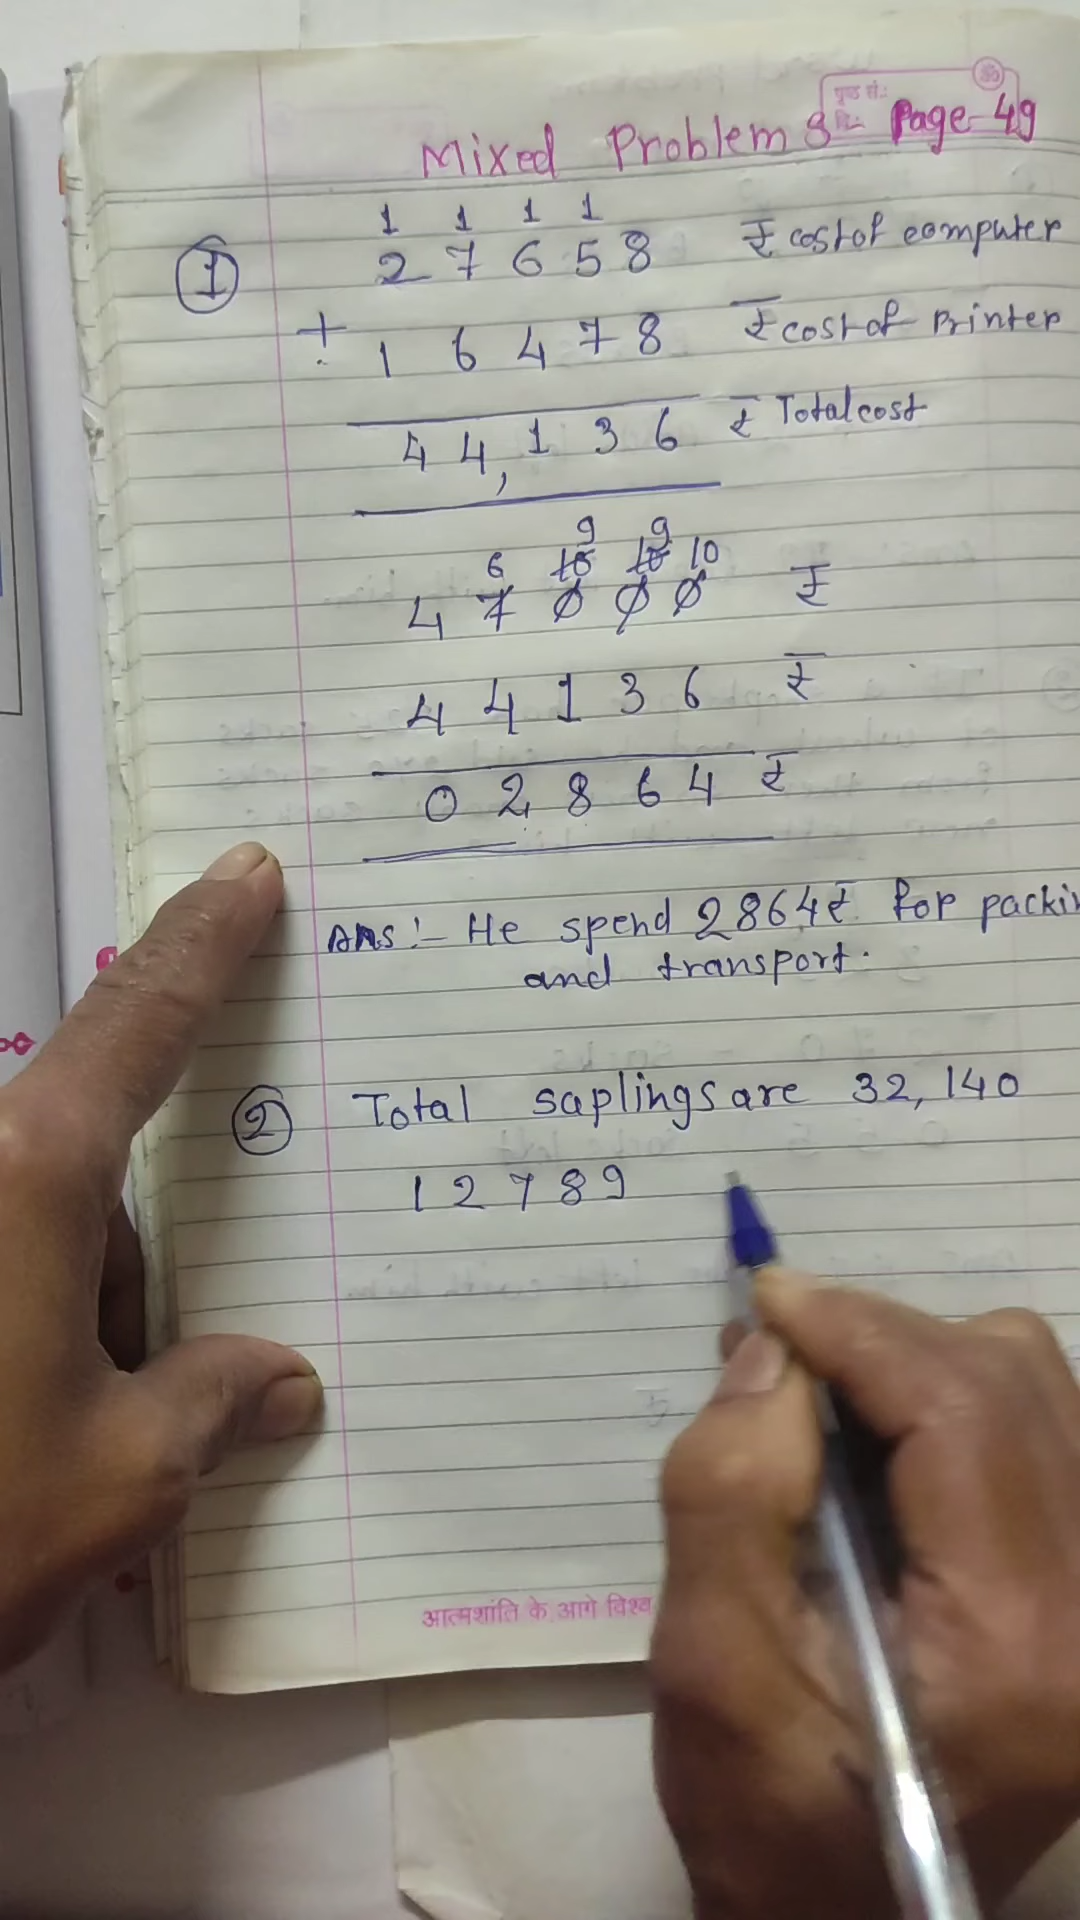 पृष्ठ सं.:
Mixed Problems Page-49
1 1 1 1
① 2 7 6 5 8 ₹ cost of computer
+ 1 6 4 7 8 ₹ cost of Printer
4 4, 1 3 6 ₹ Total cost
9 9
6 10 10 10
4 7 0 0 0 ₹
4 4 1 3 6 ₹
0 2 8 6 4 ₹
Ans:- He spend 2864₹ for packin
and transport.
② Total saplings are 32,140
1 2 7 8 9
आत्मशांति के आगे विश्व